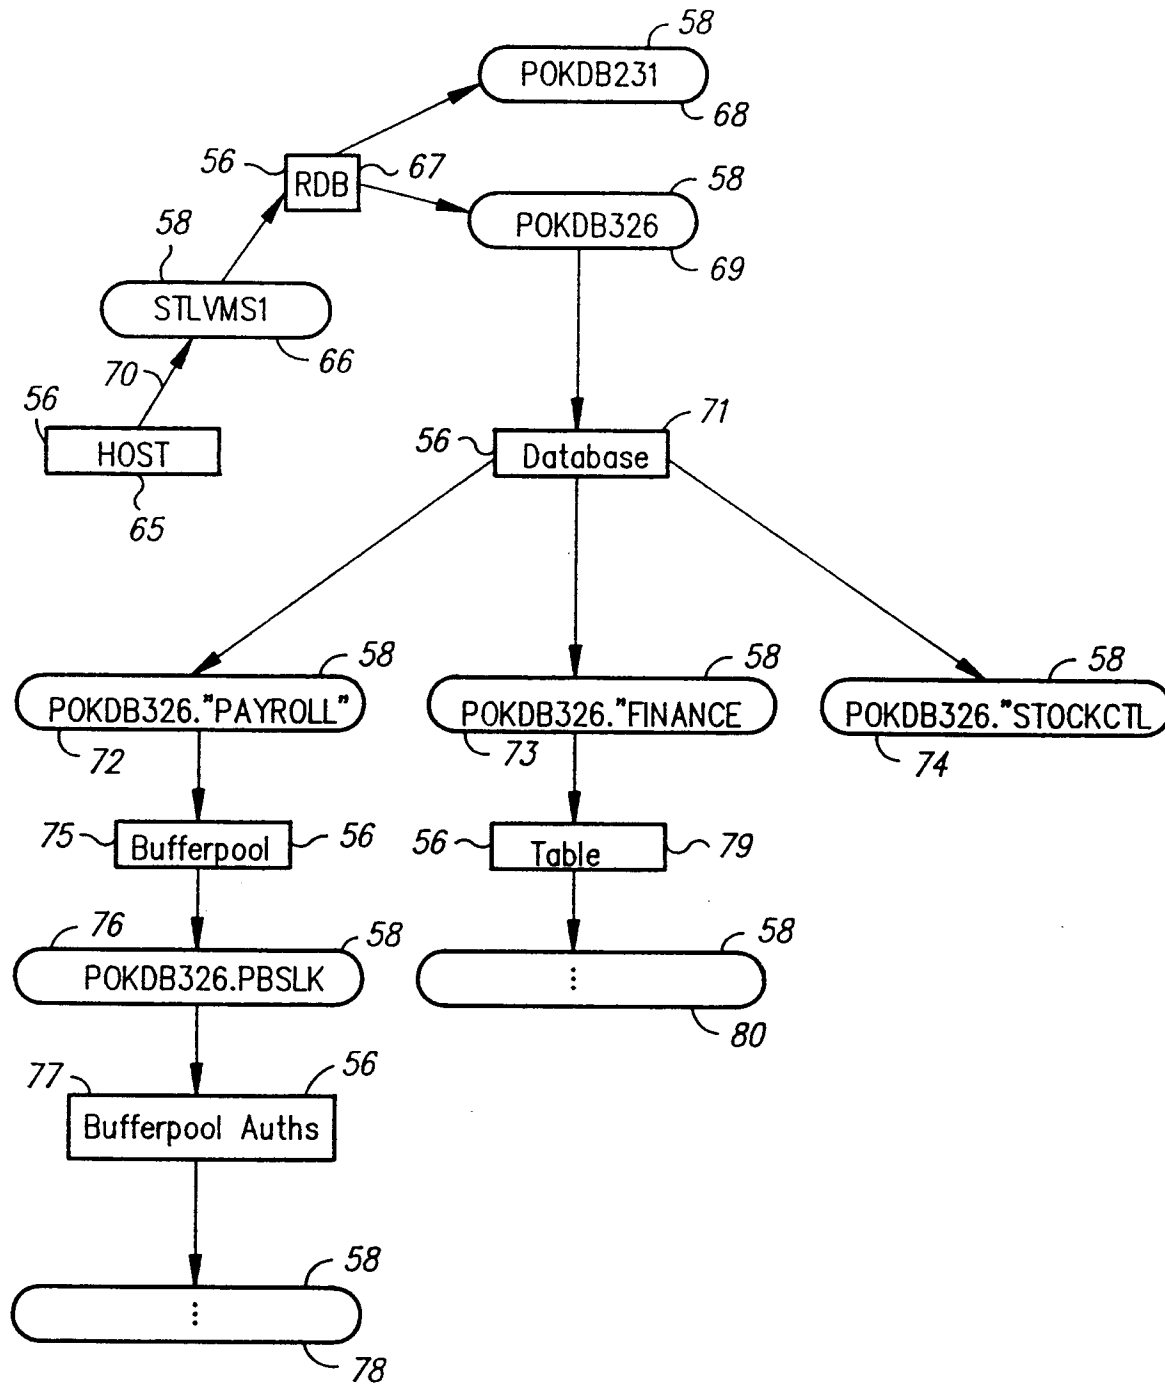 58
POKDB231
68
56
RDB
67
58
POKDB326
69
58
STLVMS1
66
70
56
HOST
65
71
56
Database
58
POKDB326."PAYROLL"
72
58
POKDB326."FINANCE
73
58
POKDB326."STOCKCTL
74
75
Bufferpool
56
56
Table
79
76
58
POKDB326.PBSLK
58
⋮
80
77
56
Bufferpool Auths
58
⋮
78